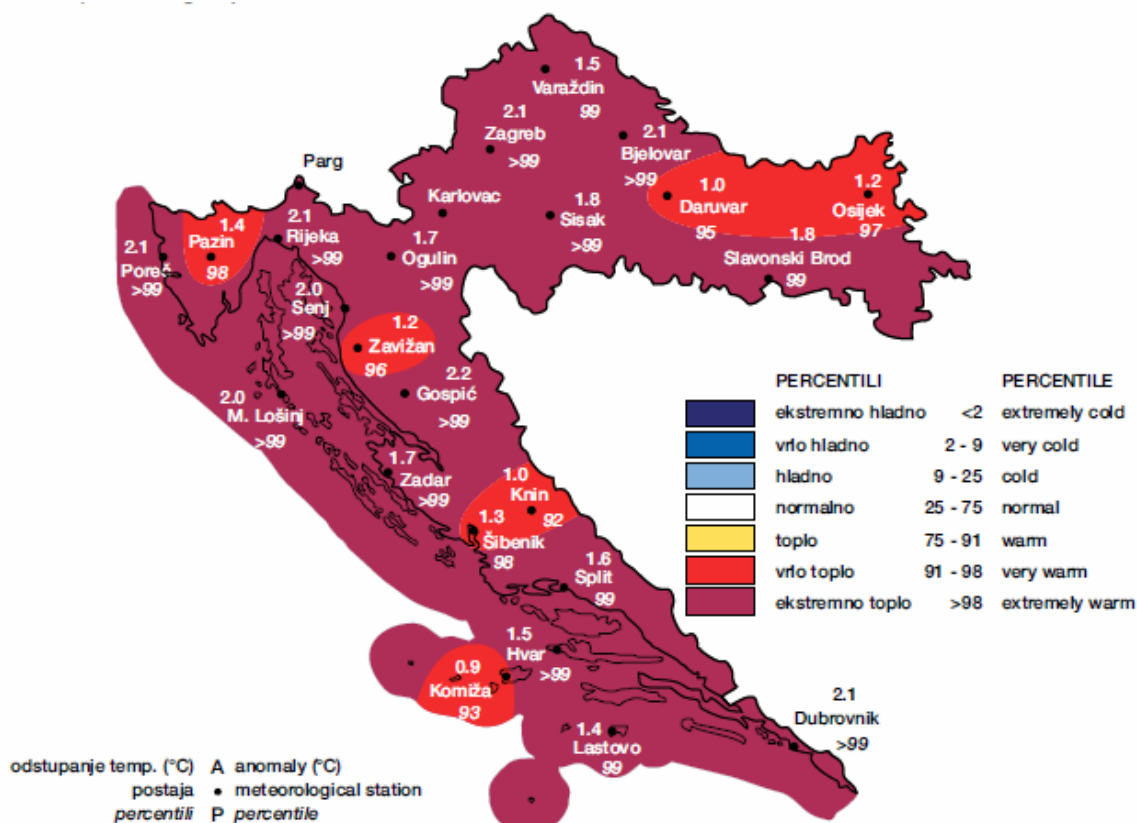 1.5
Varaždin
99
2.1
Zagreb
>99
2.1
Bjelovar
>99
Parg
Karlovac
1.0
Daruvar
95
1.2
Osijek
97
1.8
Sisak
>99
1.4
Pazin
98
2.1
Rijeka
>99
1.7
Ogulin
>99
2.1
Poreč
>99
1.8
Slavonski Brod
99
2.0
Senj
>99
1.2
Zavižan
96
2.2
Gospić
>99
2.0
M. Lošinj
>99
1.7
Zadar
>99
1.0
Knin
92
1.3
Šibenik
98
1.6
Split
99
1.5
Hvar
>99
0.9
Komiža
93
1.4
Lastovo
99
2.1
Dubrovnik
>99
PERCENTILI PERCENTILE
ekstremno hladno <2 extremely cold
vrlo hladno 2 - 9 very cold
hladno 9 - 25 cold
normalno 25 - 75 normal
toplo 75 - 91 warm
vrlo toplo 91 - 98 very warm
ekstremno toplo >98 extremely warm
odstupanje temp. (°C) A anomaly (°C)
postaja • meteorological station
percentili P percentile